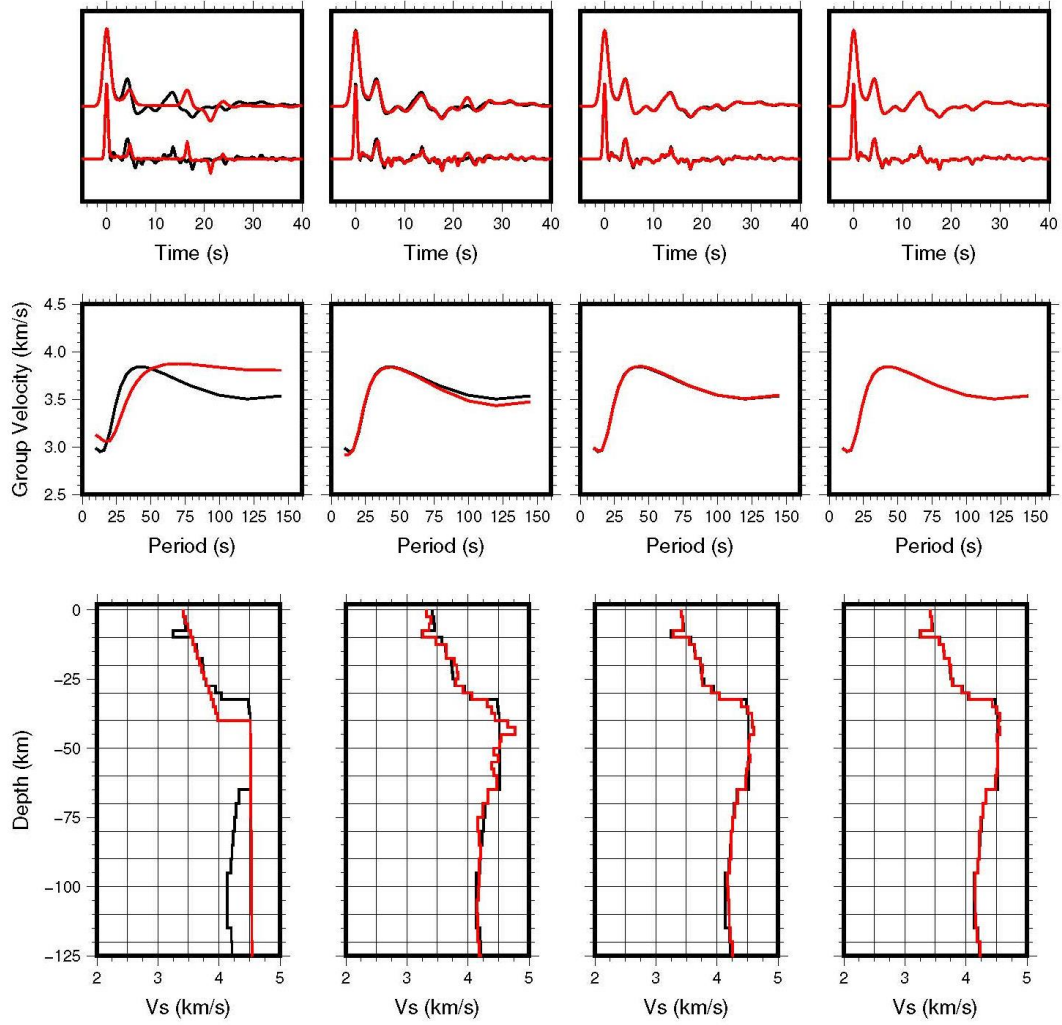 0 10 20 30 40 0 10 20 30 40 0 10 20 30 40 0 10 20 30 40
Time (s) Time (s) Time (s) Time (s)
Group Velocity (km/s)
4.5
4.0
3.5
3.0
2.5
0 25 50 75 100 125 150 0 25 50 75 100 125 150 0 25 50 75 100 125 150 0 25 50 75 100 125 150
Period (s) Period (s) Period (s) Period (s)
Depth (km)
0
−25
−50
−75
−100
−125
2 3 4 5 2 3 4 5 2 3 4 5 2 3 4 5
Vs (km/s) Vs (km/s) Vs (km/s) Vs (km/s)